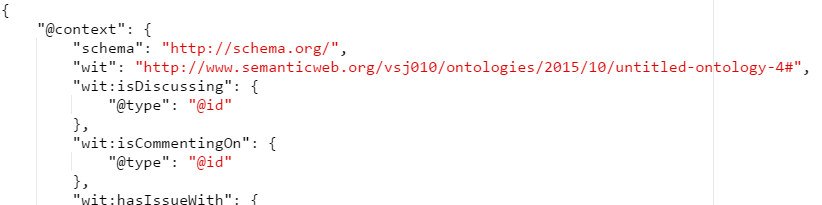 {
"@context": {
"schema": "http://schema.org/",
"wit": "http://www.semanticweb.org/vsj010/ontologies/2015/10/untitled-ontology-4#",
"wit:isDiscussing": {
"@type": "@id"
},
"wit:isCommentingOn": {
"@type": "@id"
},
"wit:hasIssueWith": {